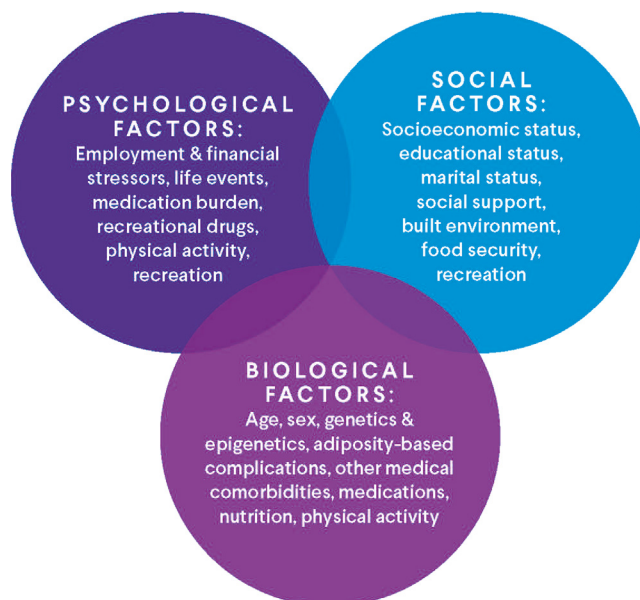 PSYCHOLOGICAL
FACTORS:
Employment & financial
stressors, life events,
medication burden,
recreational drugs,
physical activity,
recreation
SOCIAL
FACTORS:
Socioeconomic status,
educational status,
marital status,
social support,
built environment,
food security,
recreation
BIOLOGICAL
FACTORS:
Age, sex, genetics &
epigenetics, adiposity-based
complications, other medical
comorbidities, medications,
nutrition, physical activity